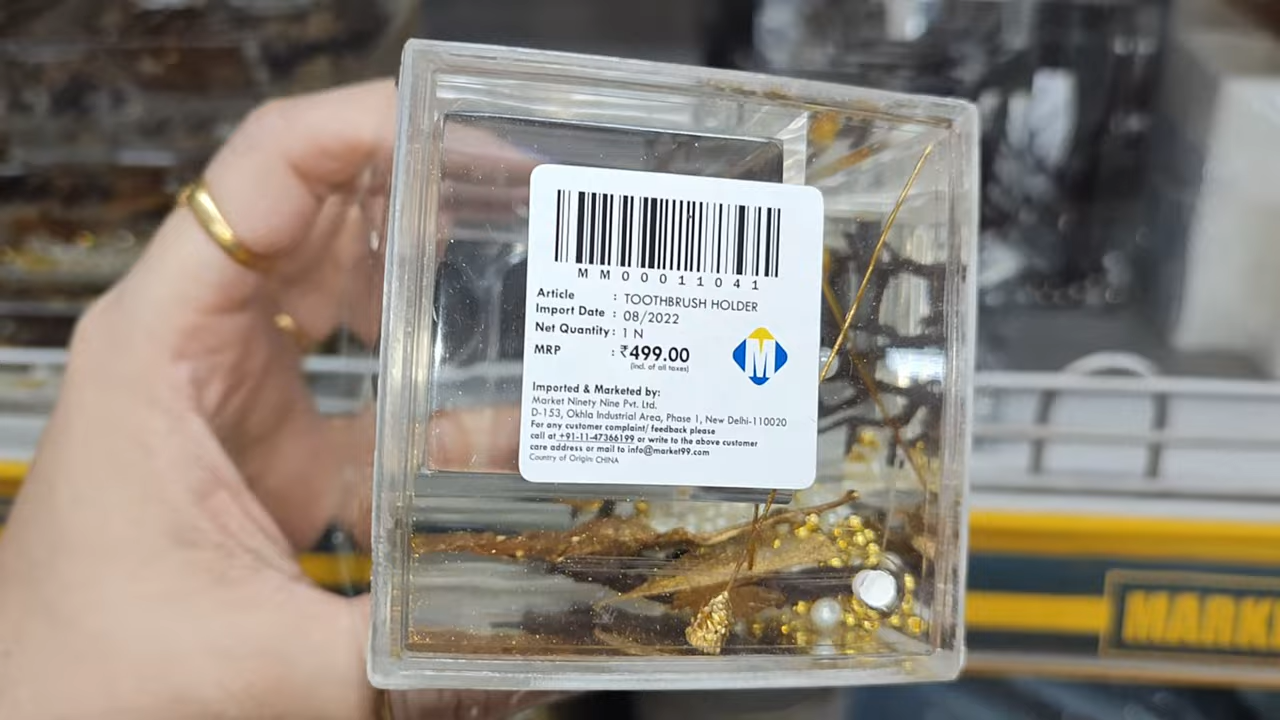 MM00011041
Article : TOOTHBRUSH HOLDER
Import Date : 08/2022
Net Quantity : 1 N
MRP : ₹499.00
(incl. of all taxes)
M
Imported & Marketed by:
Market Ninety Nine Pvt. Ltd.
D-153, Okhla Industrial Area, Phase 1, New Delhi-110020
For any customer complaint/ feedback please
call at +91-11-47366199 or write to the above customer
care address or mail to info@market99.com
Country of Origin: CHINA
MARK